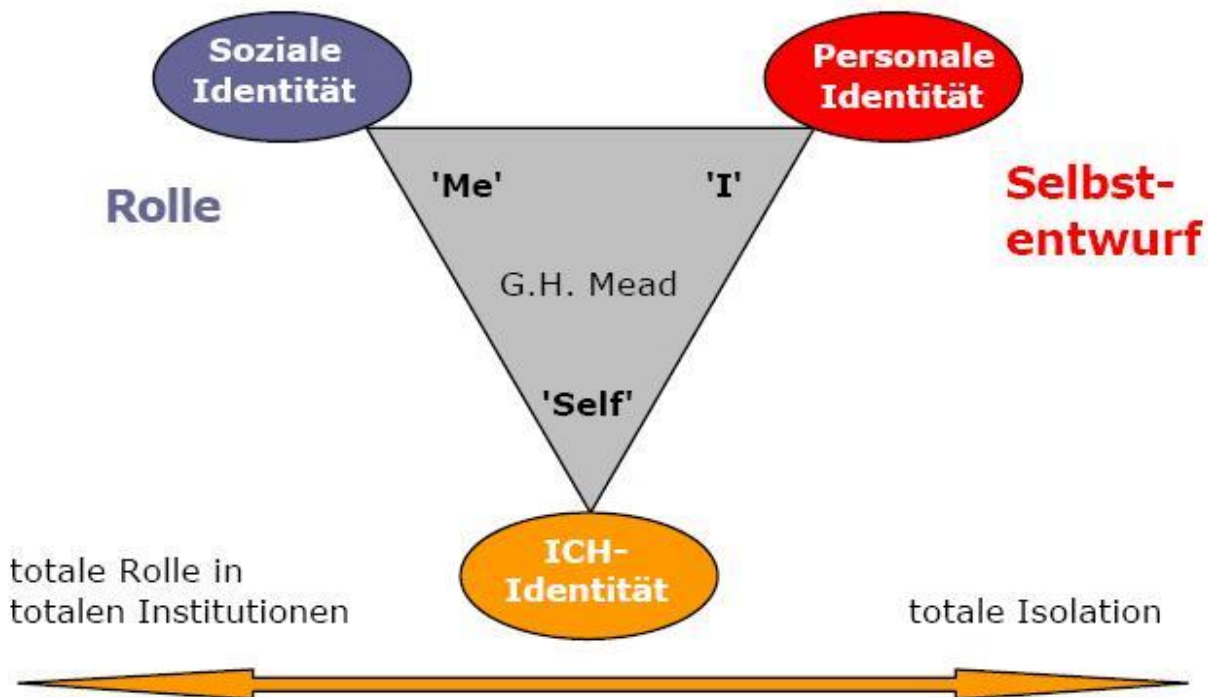 Soziale
Identität
Personale
Identität
Rolle
'Me'
'I'
Selbst-
entwurf
G.H. Mead
'Self'
ICH-
Identität
totale Rolle in
totalen Institutionen
totale Isolation